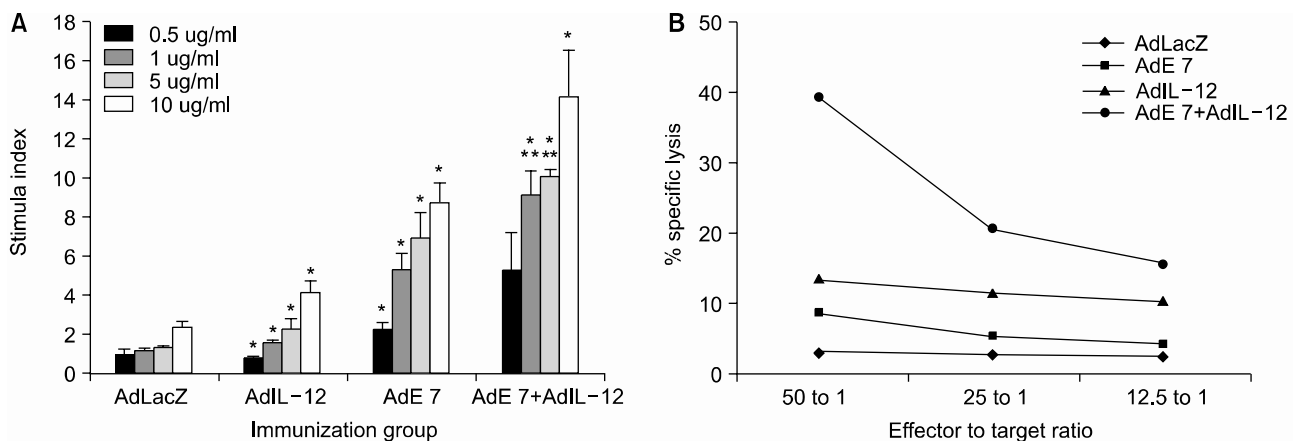 A
18
16
14
12
10
8
6
4
2
0
Stimula index
0.5 ug/ml
1 ug/ml
5 ug/ml
10 ug/ml
*
*
*
*
*
*
*
*
*
**
*
**
*
AdLacZ AdIL-12 AdE 7 AdE 7+AdIL-12
Immunization group
B
50
40
30
20
10
0
% specific lysis
AdLacZ
AdE 7
AdIL-12
AdE 7+AdIL-12
50 to 1 25 to 1 12.5 to 1
Effector to target ratio